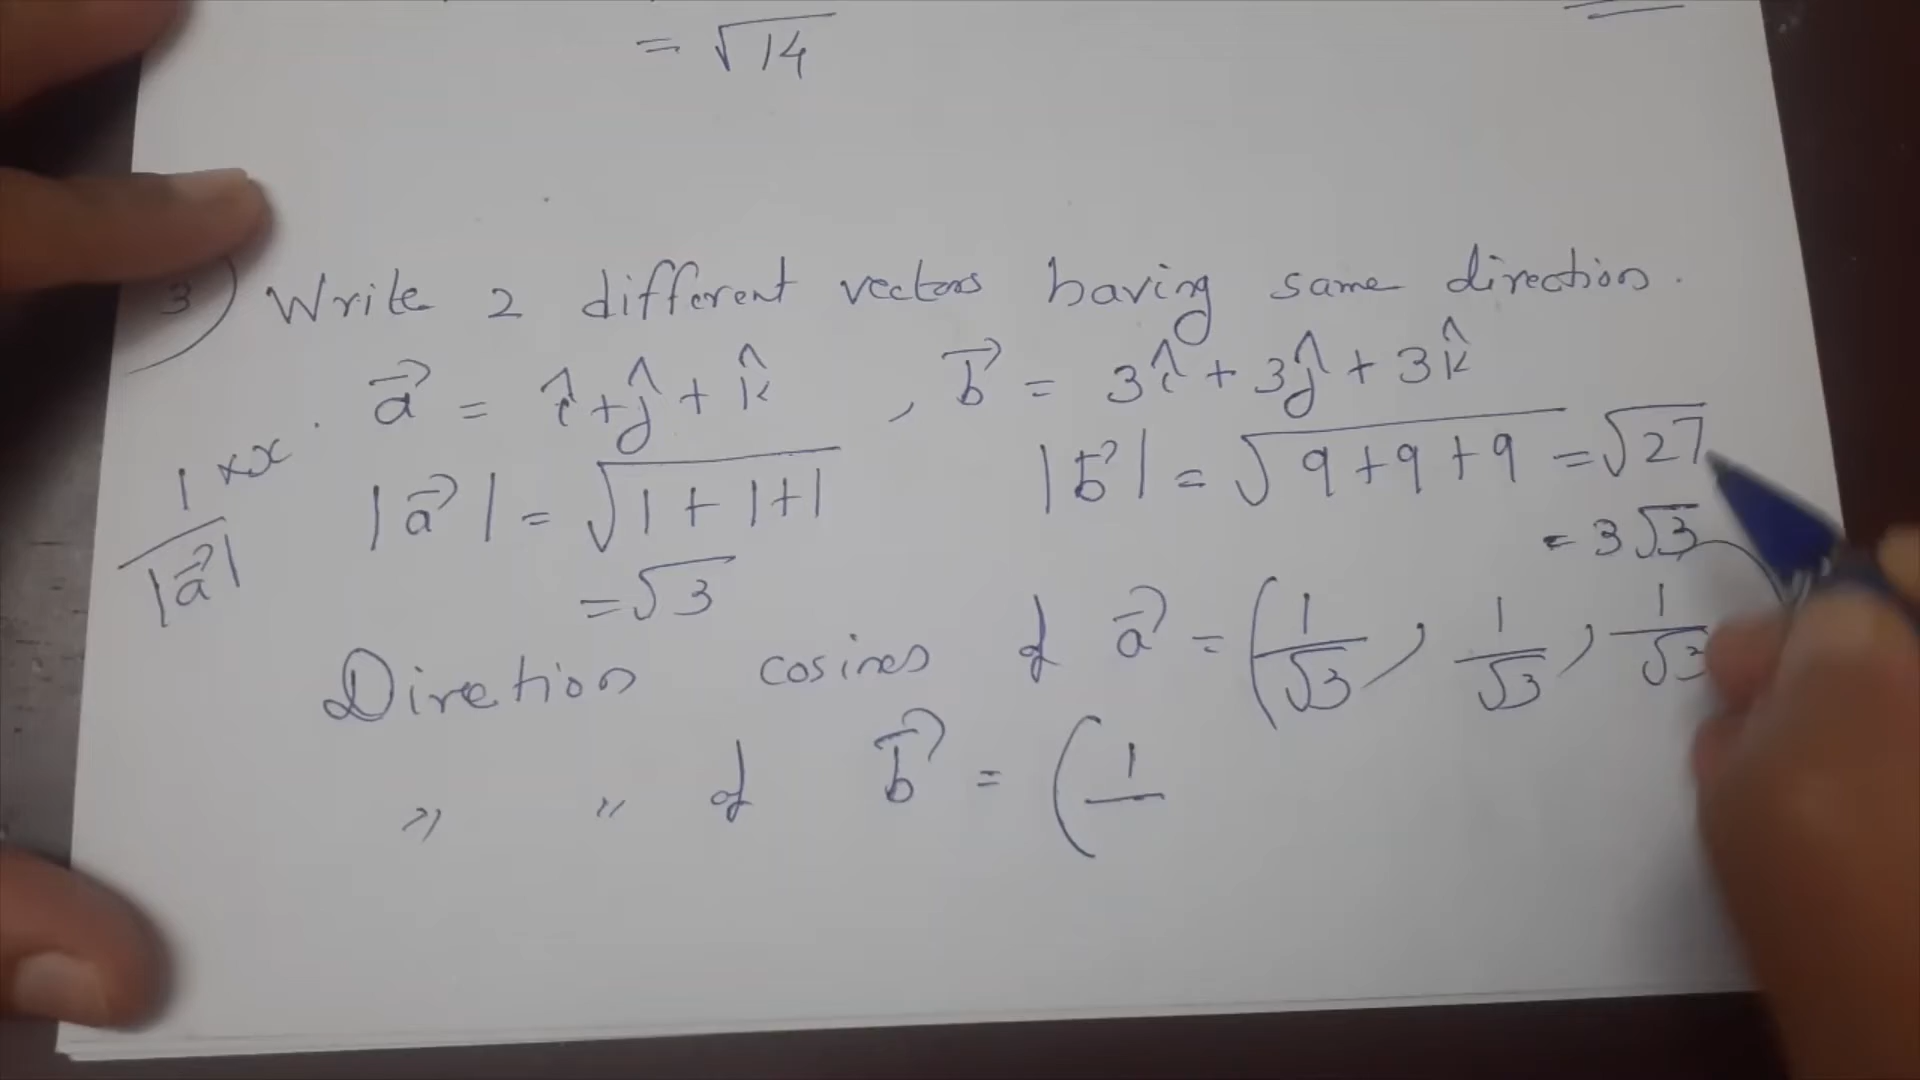 = √14
3) Write 2 different vectors having same direction.
a⃗ = î + ĵ + k̂ , b⃗ = 3î + 3ĵ + 3k̂
1/|a⃗| × x
|a⃗| = √1 + 1 + 1 |b⃗| = √9 + 9 + 9 = √27
= √3 = 3√3
Direction cosines of a⃗ = (1/√3, 1/√3, 1/√3
" " of b⃗ = (1/